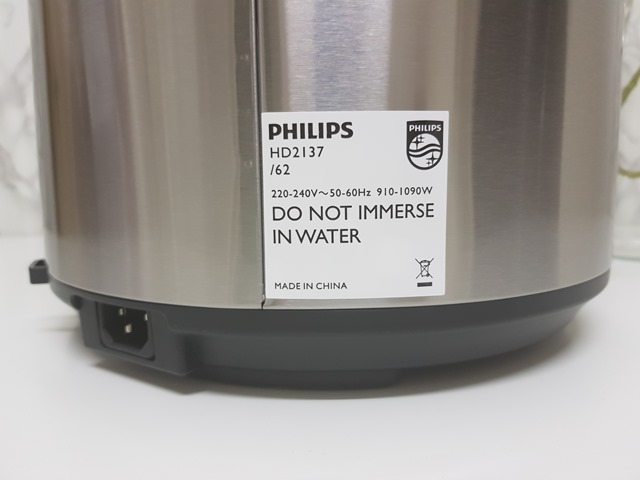 PHILIPS
PHILIPS
HD2137
/62
220-240V~50-60Hz 910-1090W
DO NOT IMMERSE
IN WATER
MADE IN CHINA